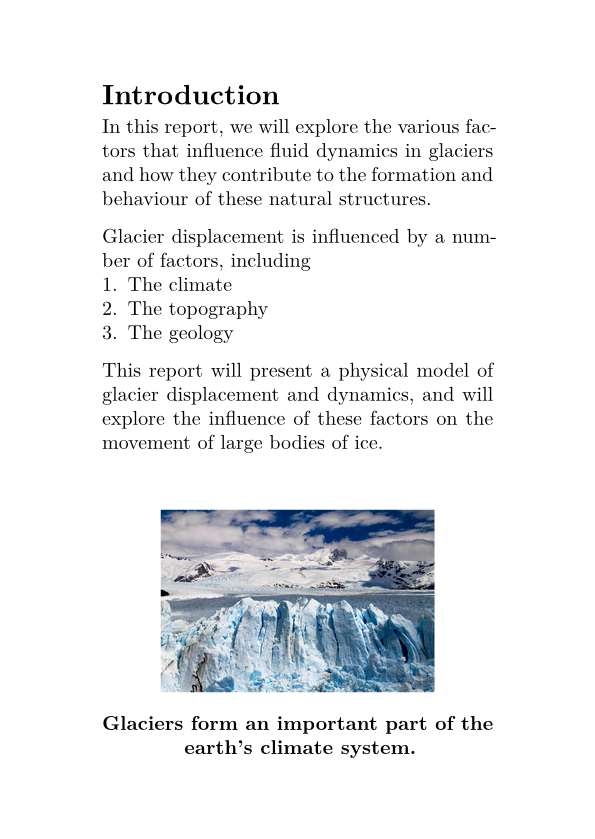 Introduction
In this report, we will explore the various fac-
tors that influence fluid dynamics in glaciers
and how they contribute to the formation and
behaviour of these natural structures.
Glacier displacement is influenced by a num-
ber of factors, including
1. The climate
2. The topography
3. The geology
This report will present a physical model of
glacier displacement and dynamics, and will
explore the influence of these factors on the
movement of large bodies of ice.
Glaciers form an important part of the
earth's climate system.